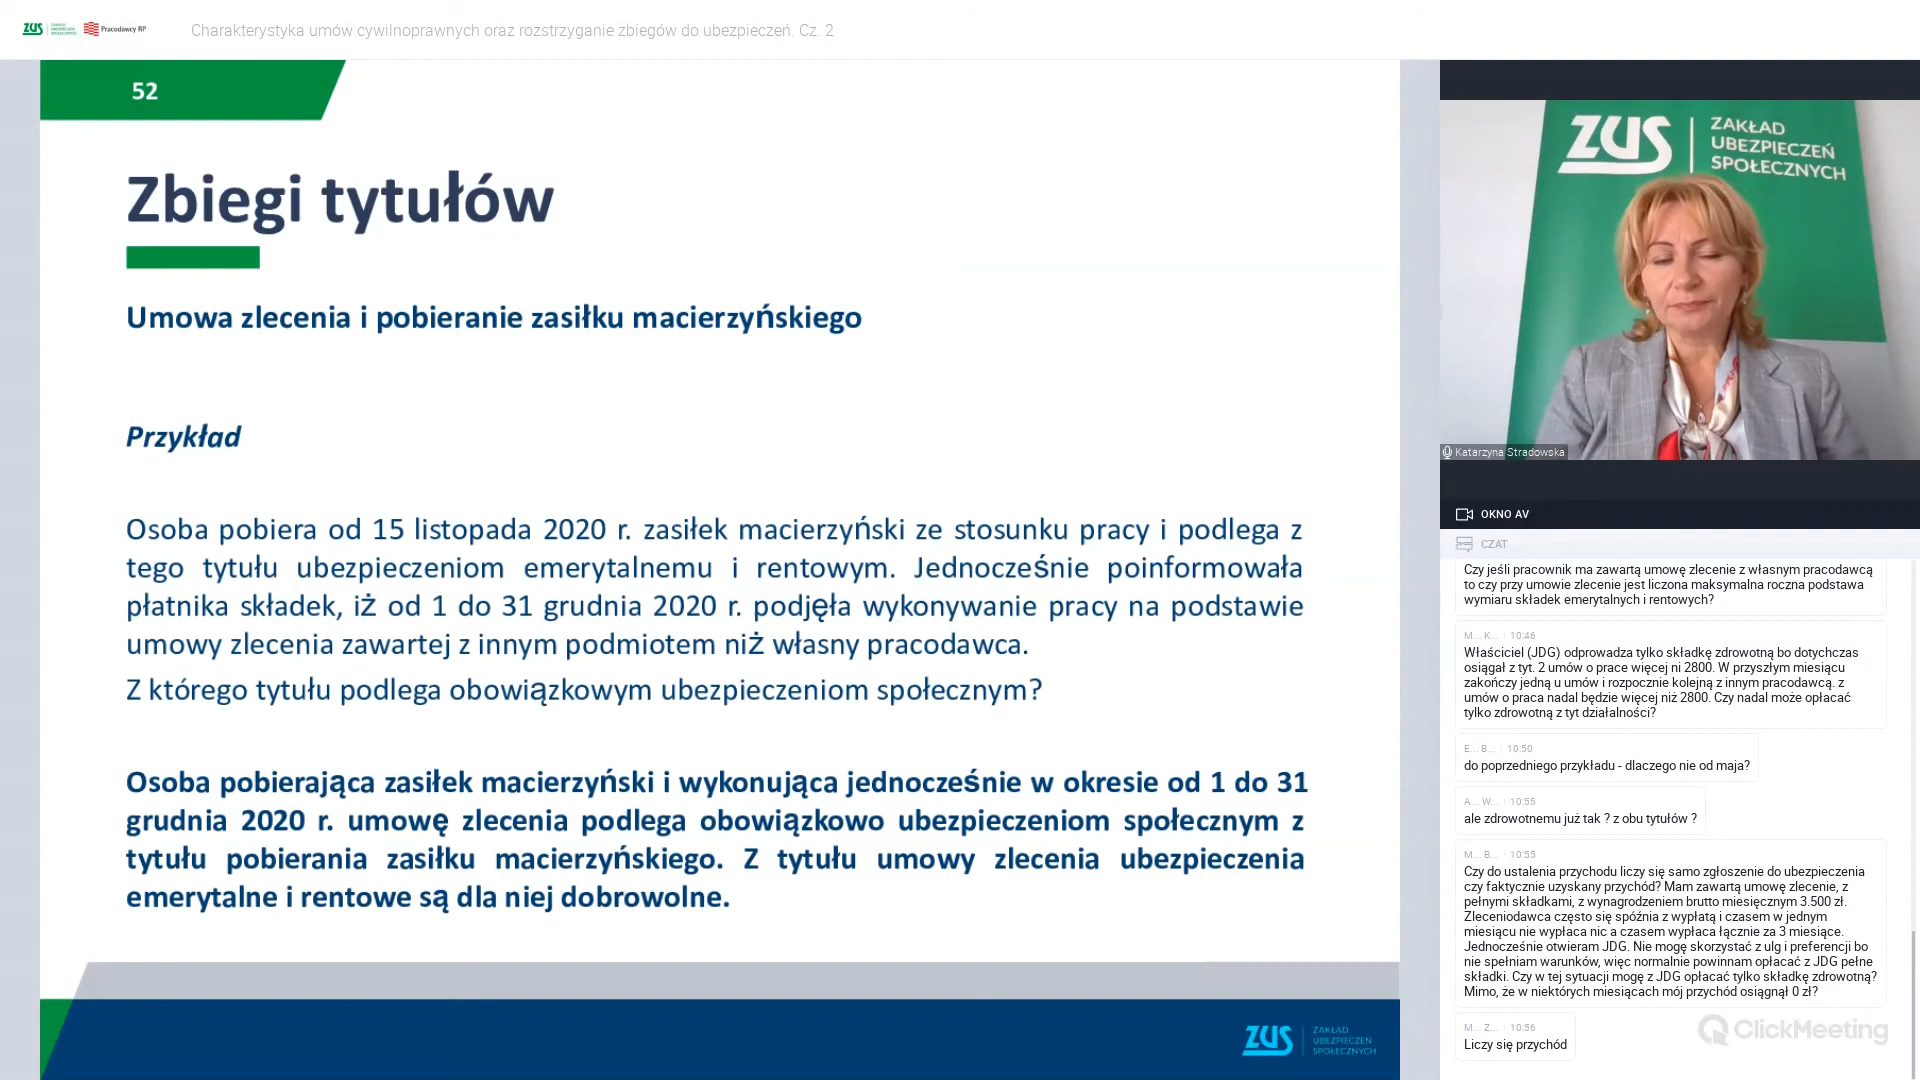 ZUS
Pracodawcy RP
Charakterystyka umów cywilnoprawnych oraz rozstrzyganie zbiegów do ubezpieczeń. Cz. 2
52
Zbiegi tytułów
Umowa zlecenia i pobieranie zasiłku macierzyńskiego
Przykład
Osoba pobiera od 15 listopada 2020 r. zasiłek macierzyński ze stosunku pracy i podlega z
tego tytułu ubezpieczeniom emerytalnemu i rentowym. Jednocześnie poinformowała
płatnika składek, iż od 1 do 31 grudnia 2020 r. podjęła wykonywanie pracy na podstawie
umowy zlecenia zawartej z innym podmiotem niż własny pracodawca.
Z którego tytułu podlega obowiązkowym ubezpieczeniom społecznym?
Osoba pobierająca zasiłek macierzyński i wykonująca jednocześnie w okresie od 1 do 31
grudnia 2020 r. umowę zlecenia podlega obowiązkowo ubezpieczeniom społecznym z
tytułu pobierania zasiłku macierzyńskiego. Z tytułu umowy zlecenia ubezpieczenia
emerytalne i rentowe są dla niej dobrowolne.
ZUS
ZAKŁAD
UBEZPIECZEŃ
SPOŁECZNYCH
ZUS
ZAKŁAD
UBEZPIECZEŃ
SPOŁECZNYCH
Katarzyna Stradowska
OKNO AV
CZAT
Czy jeśli pracownik ma zawartą umowę zlecenie z własnym pracodawcą
to czy przy umowie zlecenie jest liczona maksymalna roczna podstawa
wymiaru składek emerytalnych i rentowych?
M... K... 10:46
Właściciel (JDG) odprowadza tylko składkę zdrowotną bo dotychczas
osiągał z tyt. 2 umów o prace więcej ni 2800. W przyszłym miesiącu
zakończy jedną u umów i rozpocznie kolejną z innym pracodawcą. z
umów o praca nadal będzie więcej niż 2800. Czy nadal może opłacać
tylko zdrowotną z tyt działalności?
E... B... 10:50
do poprzedniego przykładu - dlaczego nie od maja?
A... W... 10:55
ale zdrowotnemu już tak ? z obu tytułów ?
M... B... 10:55
Czy do ustalenia przychodu liczy się samo zgłoszenie do ubezpieczenia
czy faktycznie uzyskany przychód? Mam zawartą umowę zlecenie, z
pełnymi składkami, z wynagrodzeniem brutto miesięcznym 3.500 zł.
Zleceniodawca często się spóźnia z wypłatą i czasem w jednym
miesiącu nie wypłaca nic a czasem wypłaca łącznie za 3 miesiące.
Jednocześnie otwieram JDG. Nie mogę skorzystać z ulg i preferencji bo
nie spełniam warunków, więc normalnie powinnam opłacać z JDG pełne
składki. Czy w tej sytuacji mogę z JDG opłacać tylko składkę zdrowotną?
Mimo, że w niektórych miesiącach mój przychód osiągnął 0 zł?
M... Z... 10:56
Liczy się przychód
ClickMeeting